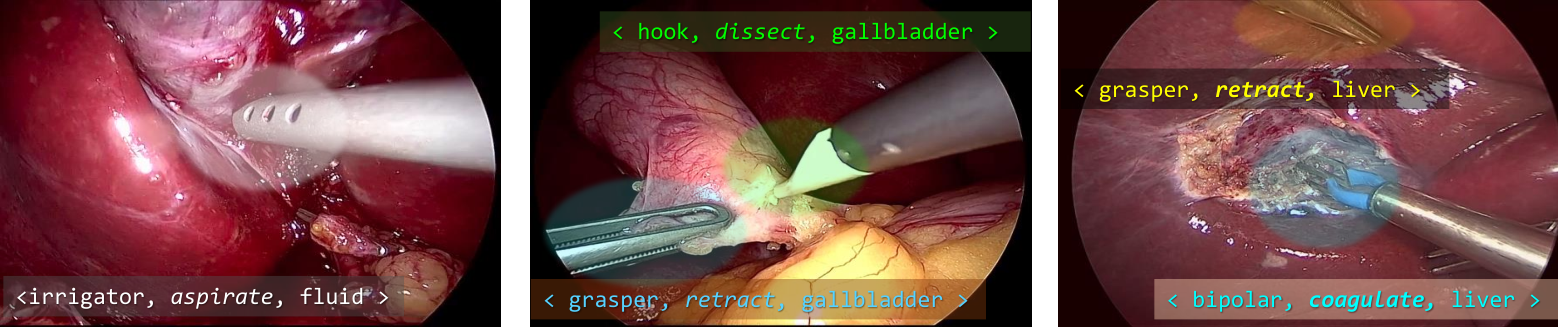 <irrigator, aspirate, fluid >
< hook, dissect, gallbladder >
< grasper, retract, gallbladder >
< grasper, retract, liver >
< bipolar, coagulate, liver >